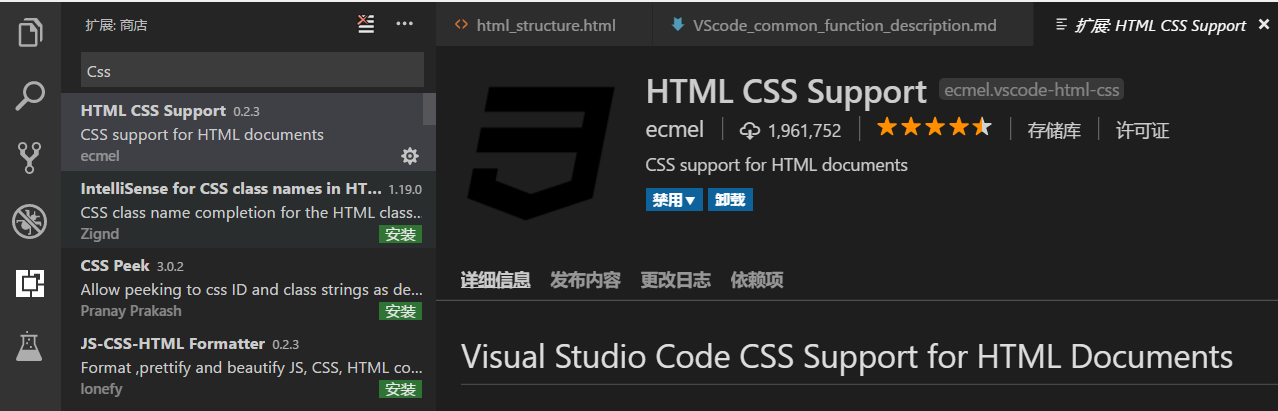 扩展: 商店
Css
HTML CSS Support 0.2.3
CSS support for HTML documents
ecmel
IntelliSense for CSS class names in HT... 1.19.0
CSS class name completion for the HTML class...
Zignd
安装
CSS Peek 3.0.2
Allow peeking to css ID and class strings as de...
Pranay Prakash
安装
JS-CSS-HTML Formatter 0.2.3
Format ,prettify and beautify JS, CSS, HTML co...
lonefy
安装
html_structure.html
VScode_common_function_description.md
扩展: HTML CSS Support
HTML CSS Support ecmel.vscode-html-css
ecmel 1,961,752 存储库 许可证
CSS support for HTML documents
禁用 卸载
详细信息 发布内容 更改日志 依赖项
Visual Studio Code CSS Support for HTML Documents